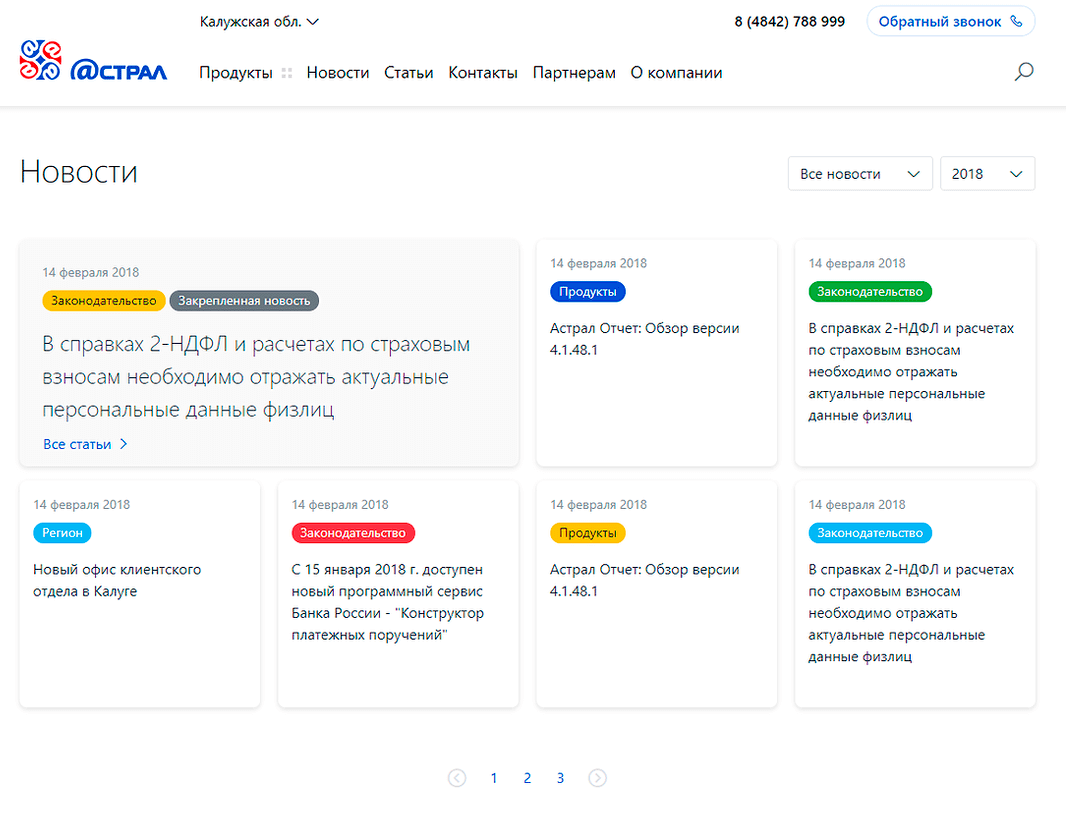 Калужская обл.
8 (4842) 788 999
Обратный звонок
@СТРАЛ
Продукты
Новости
Статьи
Контакты
Партнерам
О компании
Новости
Все новости
2018
14 февраля 2018
Законодательство
Закрепленная новость
В справках 2-НДФЛ и расчетах по страховым
взносам необходимо отражать актуальные
персональные данные физлиц
Все статьи
14 февраля 2018
Продукты
Астрал Отчет: Обзор версии
4.1.48.1
14 февраля 2018
Законодательство
В справках 2-НДФЛ и расчетах
по страховым взносам
необходимо отражать
актуальные персональные
данные физлиц
14 февраля 2018
Регион
Новый офис клиентского
отдела в Калуге
14 февраля 2018
Законодательство
С 15 января 2018 г. доступен
новый программный сервис
Банка России - "Конструктор
платежных поручений"
14 февраля 2018
Продукты
Астрал Отчет: Обзор версии
4.1.48.1
14 февраля 2018
Законодательство
В справках 2-НДФЛ и расчетах
по страховым взносам
необходимо отражать
актуальные персональные
данные физлиц
1 2 3